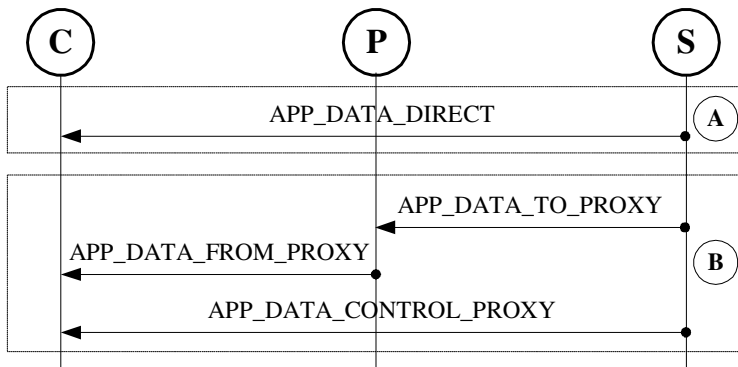 C P S
APP_DATA_DIRECT
A
APP_DATA_TO_PROXY
APP_DATA_FROM_PROXY
B
APP_DATA_CONTROL_PROXY